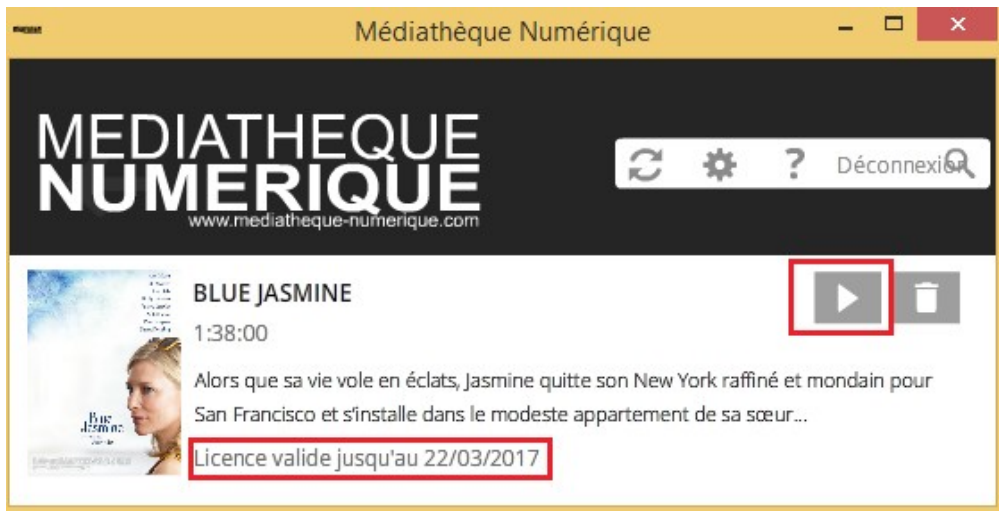 Médiathèque Numérique
MEDIATHEQUE
NUMERIQUE
www.mediatheque-numerique.com
? Déconnexion
BLUE JASMINE
1:38:00
Alors que sa vie vole en éclats, Jasmine quitte son New York raffiné et mondain pour
San Francisco et s'installe dans le modeste appartement de sa sœur...
Blue
Jasmine
Licence valide jusqu'au 22/03/2017